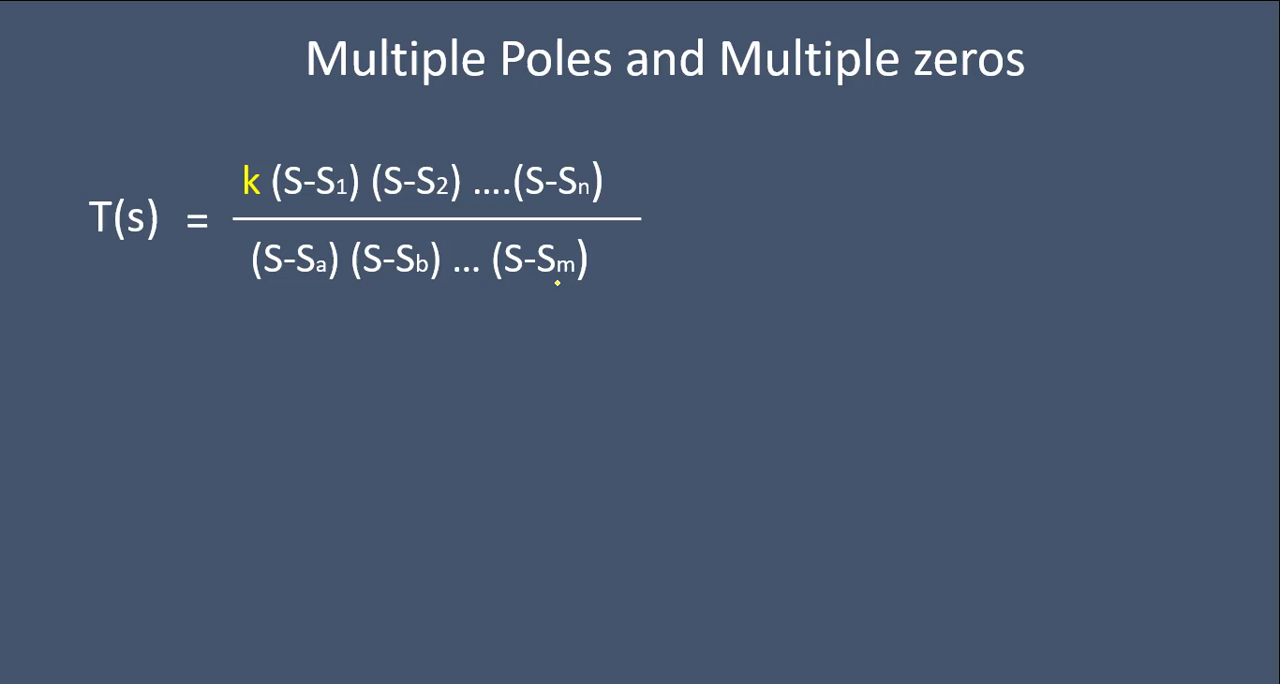 Multiple Poles and Multiple zeros
k (S-S₁) (S-S₂) ....(S-Sₙ)
T(s) =
(S-Sₐ) (S-Sb) ... (S-Sₘ)